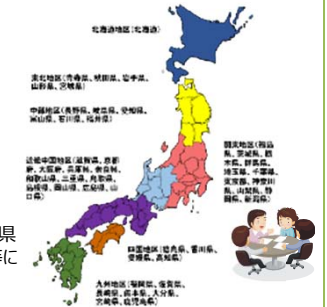 北海道地区(北海道)
東北地区(青森県、秋田県、岩手県、
山形県、宮城県)
中部地区(長野県、岐阜県、愛知県、
富山県、石川県、福井県)
関東地区(福島
県、茨城県、栃
木県、群馬県、
埼玉県、千葉県、
東京都、神奈川
県、山梨県、静
岡県、新潟県)
近畿中国地区(滋賀県、京都
府、大阪府、兵庫県、奈良県、
和歌山県、三重県、鳥取県、
島根県、岡山県、広島県、山
口県)
四国地区(徳島県、香川県、
愛媛県、高知県)
県
に
九州地区(福岡県、佐賀県、
長崎県、熊本県、大分県、
宮崎県、鹿児島県)